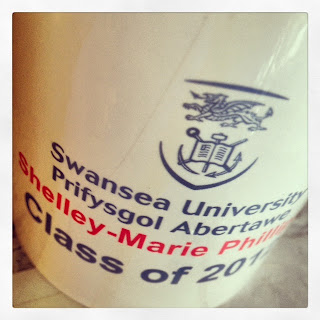 Swansea University
Prifysgol Abertawe
Shelley-Marie
Class of